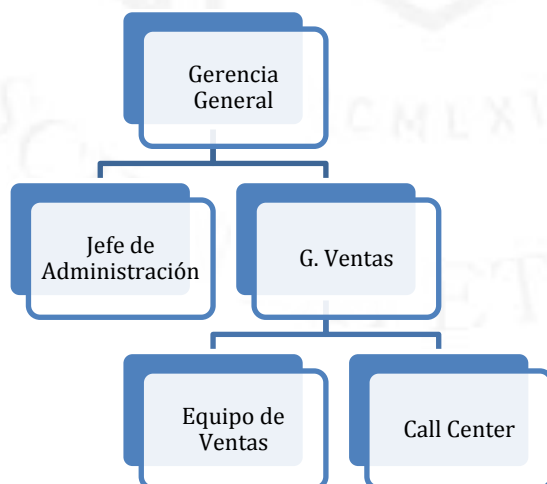 Gerencia
General
Jefe de
Administración
G. Ventas
Equipo de
Ventas
Call Center